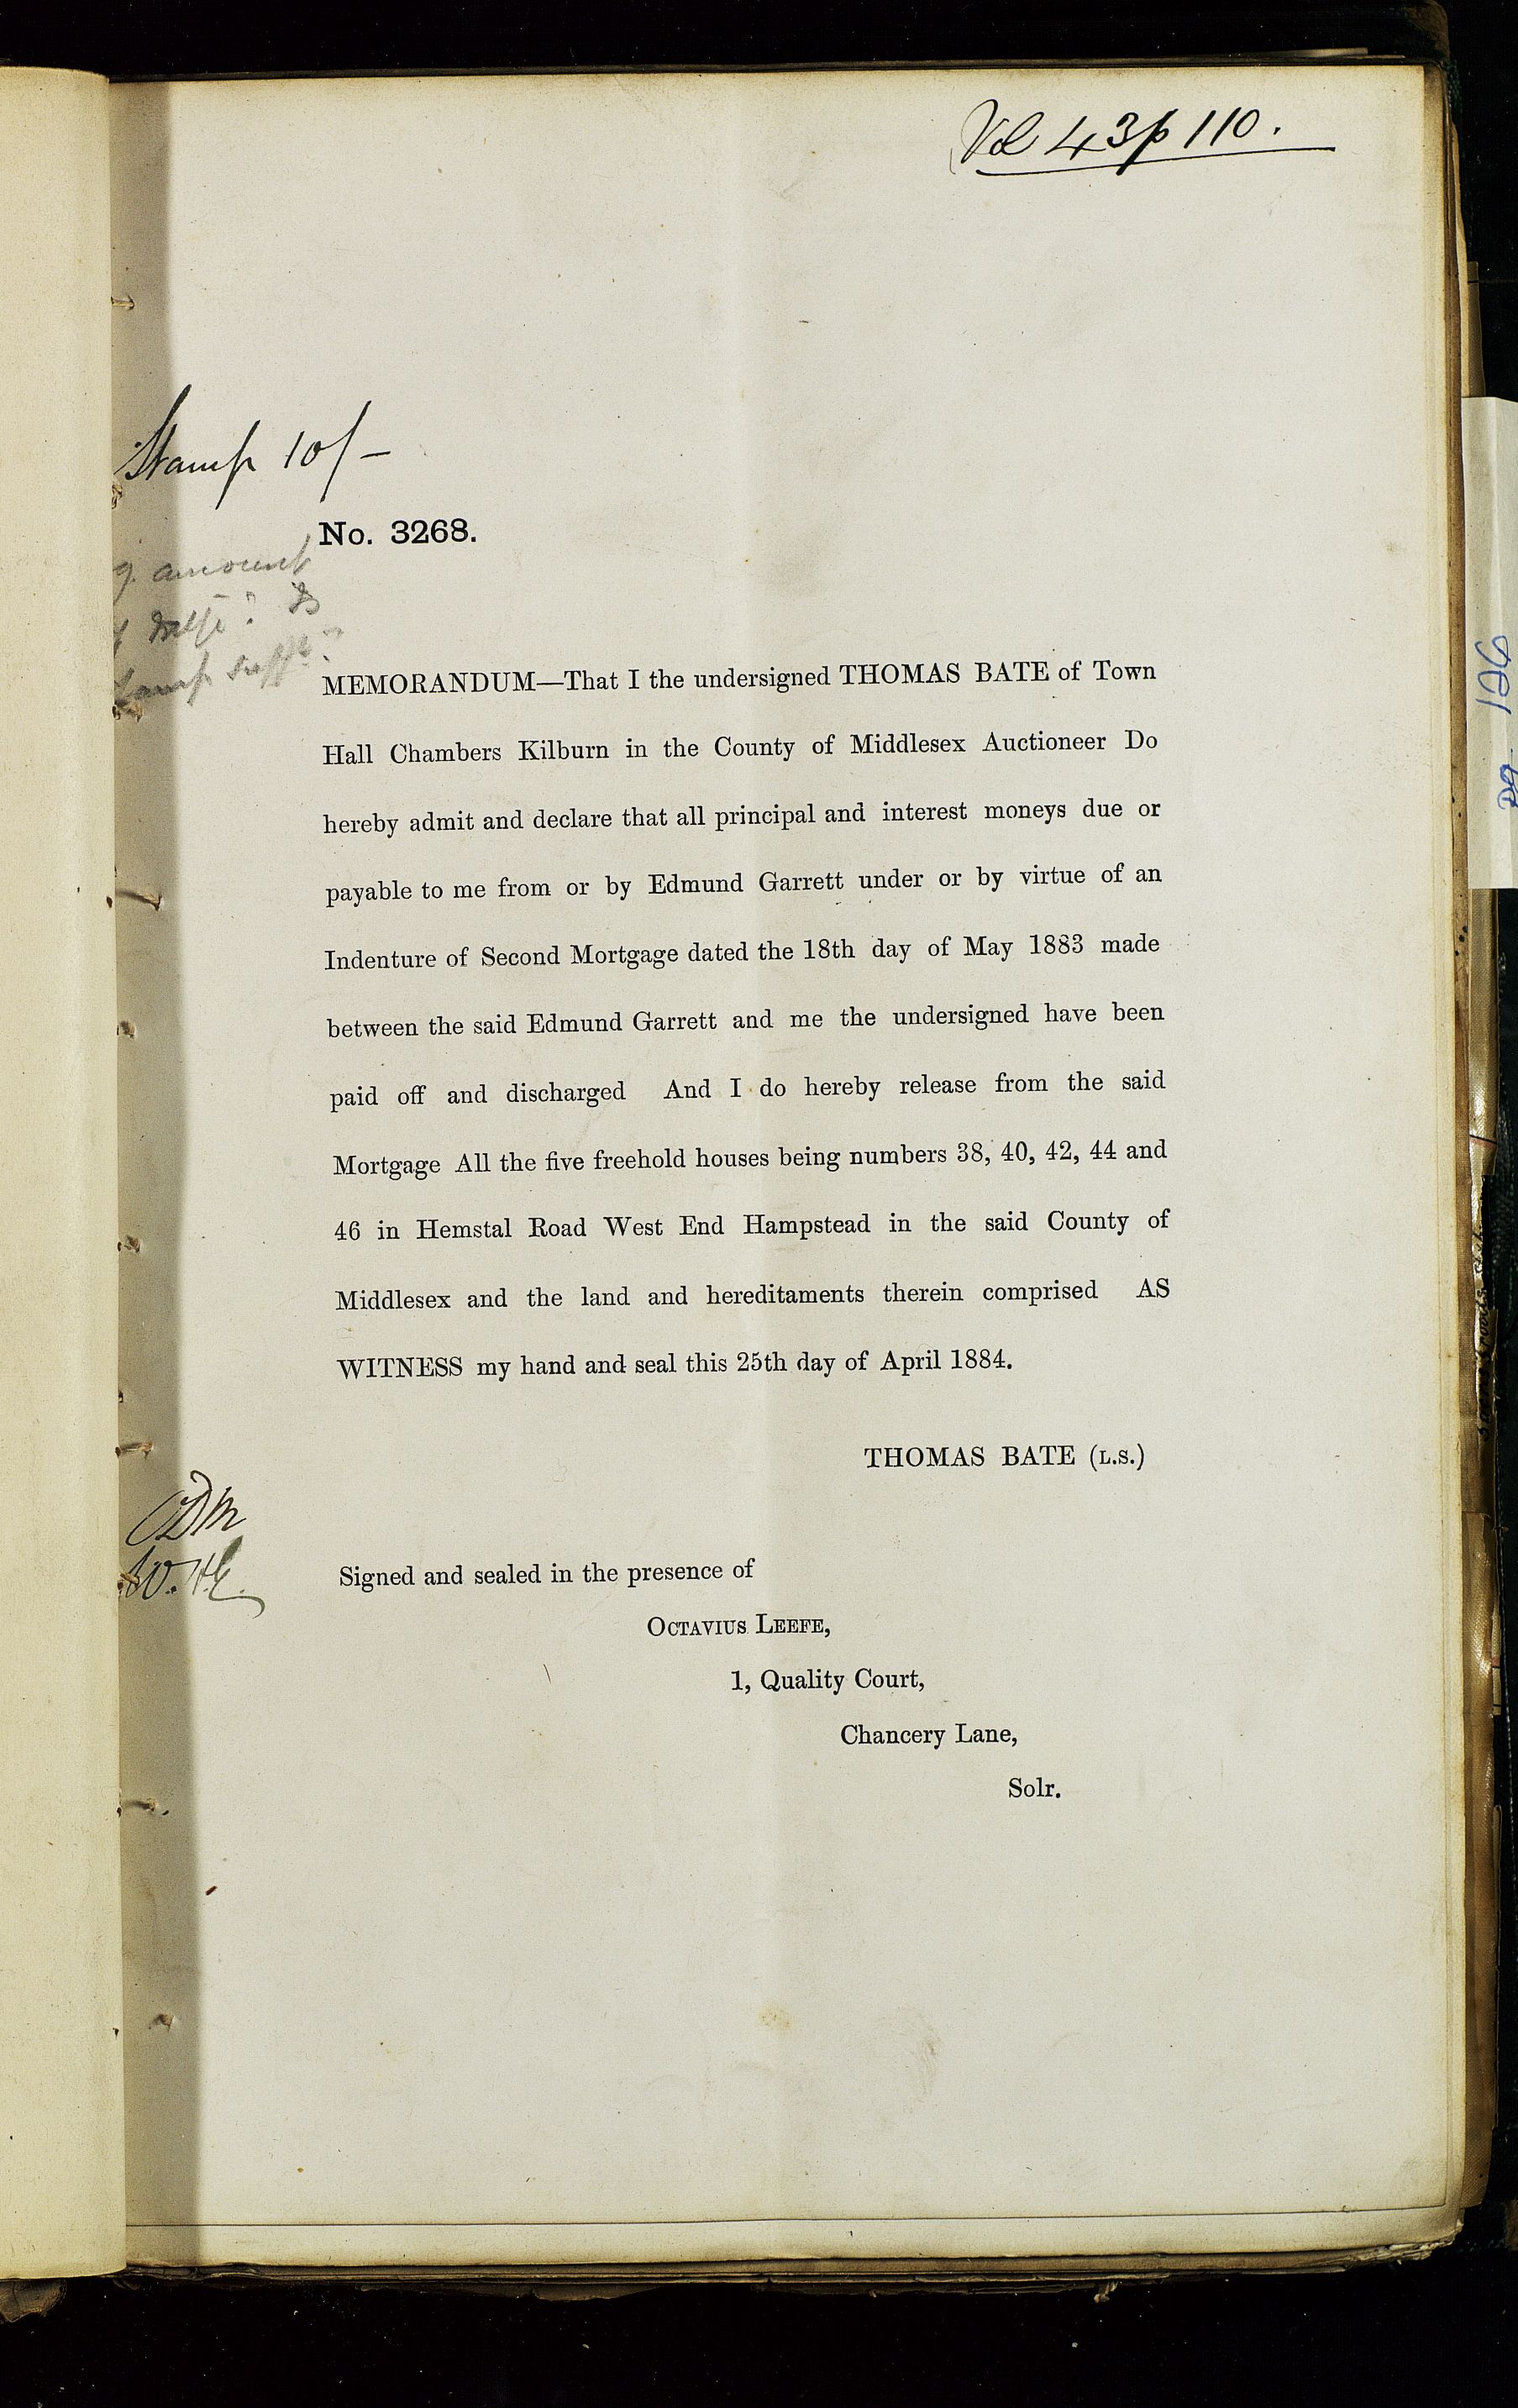 Vol 43 p 110.
Stamp 10/-
No. 3268.
amount
MEMORANDUM—That I the undersigned THOMAS BATE of Town
Hall Chambers Kilburn in the County of Middlesex Auctioneer Do
hereby admit and declare that all principal and interest moneys due or
payable to me from or by Edmund Garrett under or by virtue of an
Indenture of Second Mortgage dated the 18th day of May 1883 made
between the said Edmund Garrett and me the undersigned have been
paid off and discharged And I do hereby release from the said
Mortgage All the five freehold houses being numbers 38, 40, 42, 44 and
46 in Hemstal Road West End Hampstead in the said County of
Middlesex and the land and hereditaments therein comprised AS
WITNESS my hand and seal this 25th day of April 1884.
THOMAS BATE (L.S.)
Signed and sealed in the presence of
OCTAVIUS LEEFE,
1, Quality Court,
Chancery Lane,
Solr.
pg 126